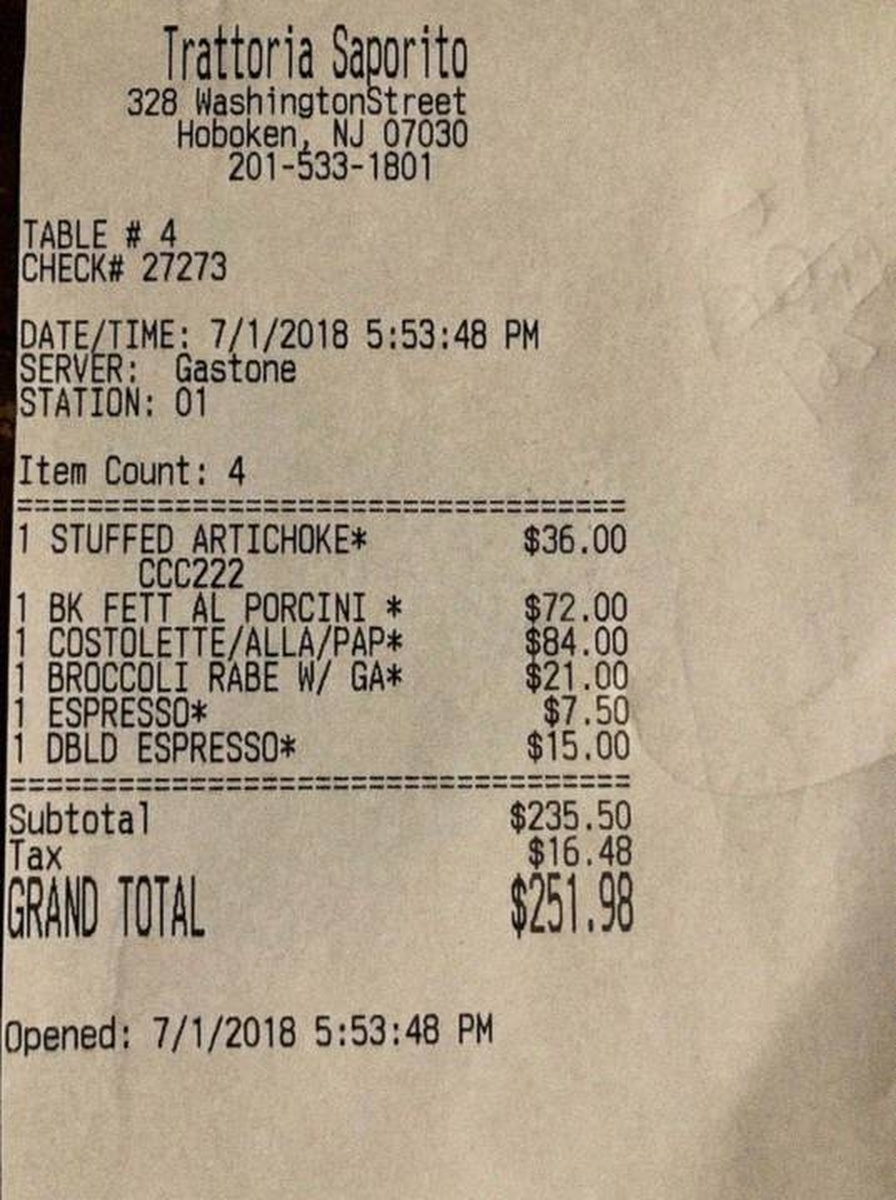 Trattoria Saporito
328 WashingtonStreet
Hoboken, NJ 07030
201-533-1801
TABLE # 4
CHECK# 27273
DATE/TIME: 7/1/2018 5:53:48 PM
SERVER: Gastone
STATION: 01
Item Count: 4
==================================
1 STUFFED ARTICHOKE* $36.00
CCC222
1 BK FETT AL PORCINI * $72.00
1 COSTOLETTE/ALLA/PAP* $84.00
1 BROCCOLI RABE W/ GA* $21.00
1 ESPRESSO* $7.50
1 DBLD ESPRESSO* $15.00
==================================
Subtotal $235.50
Tax $16.48
GRAND TOTAL $251.98
Opened: 7/1/2018 5:53:48 PM